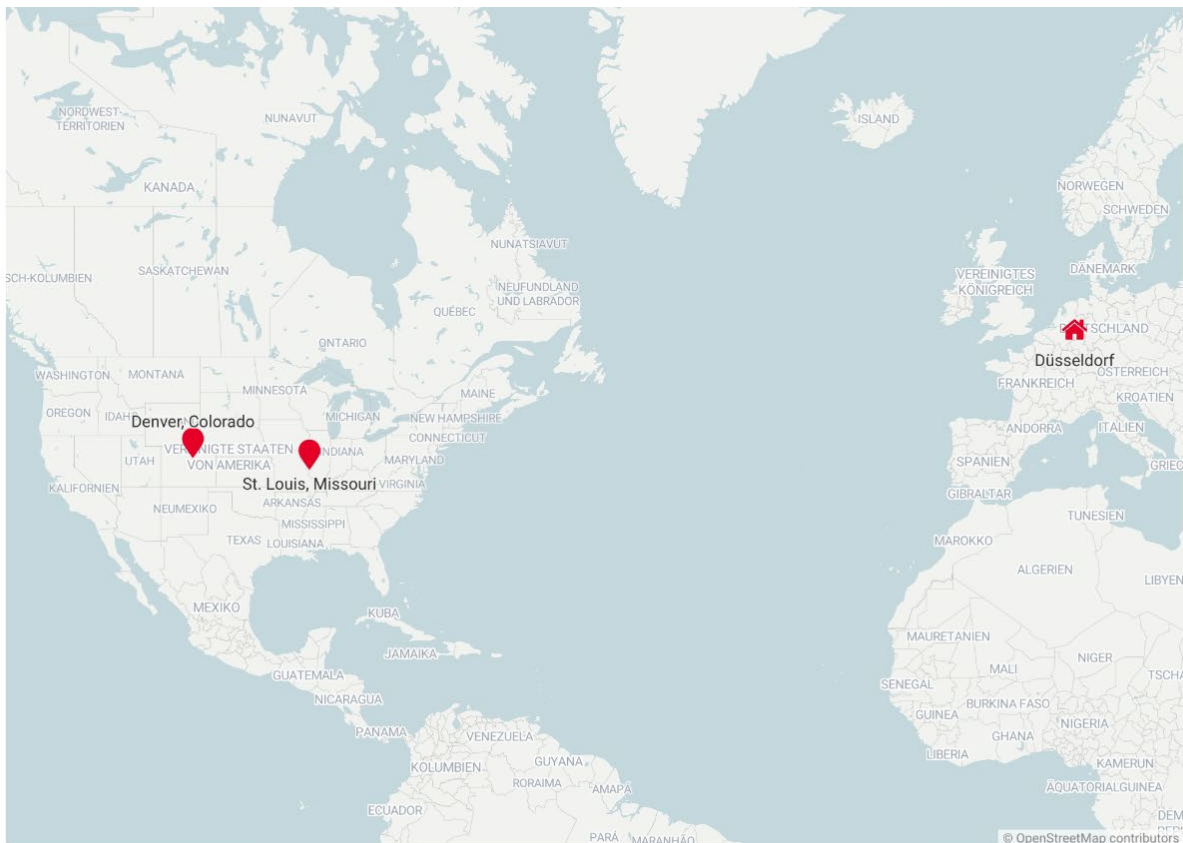 ISLAND
NORDWEST-
TERRITORIEN
NUNAVUT
KANADA
NORWEGEN
SCHWEDEN
NUNATSIAVUT
SCH-KOLUMBIEN
SASKATCHEWAN
NEUFUNDLAND
UND LABRADOR
VEREINIGTES
KÖNIGREICH
DÄNEMARK
QUÉBEC
ONTARIO
TSCHLAND
Düsseldorf
WASHINGTON
MONTANA
MINNESOTA
MAINE
FRANKREICH
ÖSTERREICH
KROATIEN
OREGON
IDAHO
MICHIGAN
NEW HAMPSHIRE
CONNECTICUT
ANDORRA
ITALIEN
Denver, Colorado
VEREINIGTE STAATEN
VON AMERIKA
UTAH
INDIANA
MARYLAND
SPANIEN
GRIEC
St. Louis, Missouri
VIRGINIA
KALIFORNIEN
GIBRALTAR
NEUMEXIKO
ARKANSAS
MISSISSIPPI
TEXAS
LOUISIANA
TUNESIEN
MAROKKO
ALGERIEN
LIBYEN
MEXIKO
KUBA
JAMAIKA
MAURETANIEN
MALI
NIGER
TSCHA
GUATEMALA
NICARAGUA
SENEGAL
BURKINA FASO
GUINEA
NIGERIA
PANAMA
VENEZUELA
GHANA
LIBERIA
KAMERUN
KOLUMBIEN
GUYANA
RORAIMA
AMAPÁ
ÄQUATORIALGUINEA
ECUADOR
DEM
PARÁ
MARANHÃO
© OpenStreetMap contributors